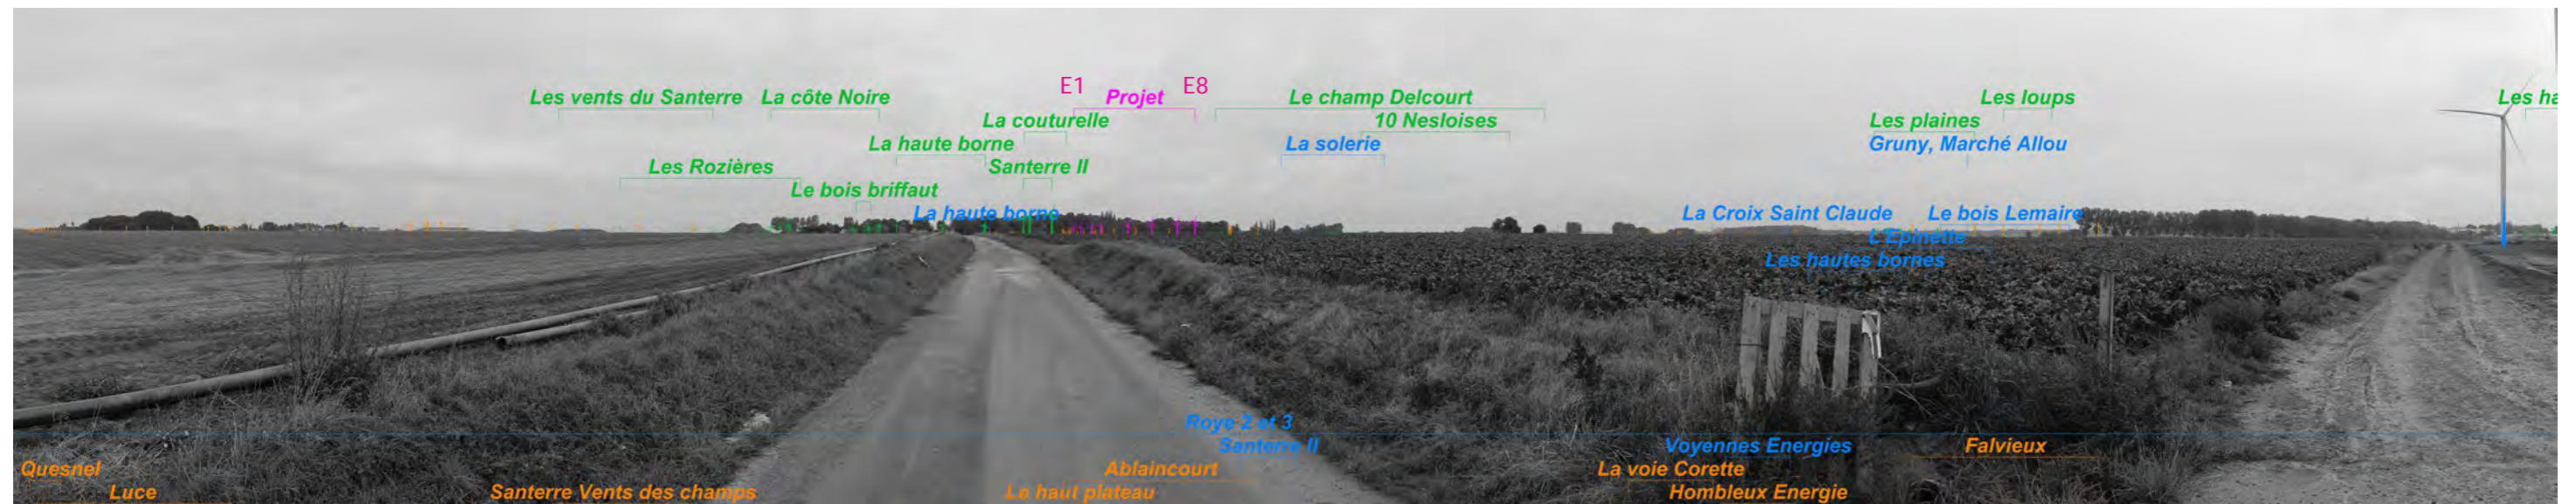 E1 E8
Les vents du Santerre La côte Noire Projet Le champ Delcourt Les loups Les ha
La couturelle 10 Nesloises Les plaines
La haute borne La solerie Gruny, Marché Allou
Les Rozières Santerre II
Le bois briffaut
La haute borne La Croix Saint Claude Le bois Lemaire
L'Epinette
Les hautes bornes
Roye 2 et 3
Santerre II Voyennes Energies Falvieux
Quesnel Ablaincourt La voie Corette
Luce Santerre Vents des champs Le haut plateau Hombleux Energie